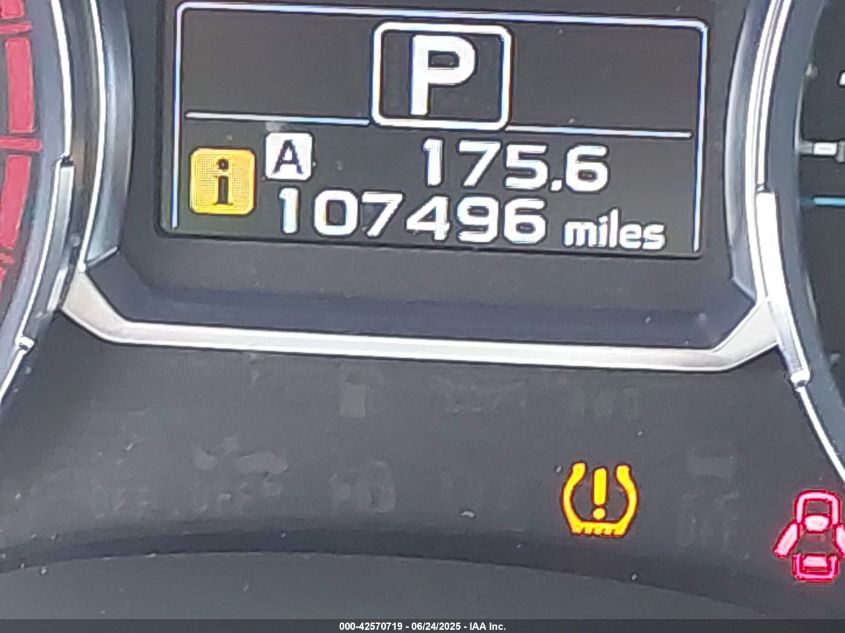 P
A 175.6
i 107496 miles
!
000-42570719 - 06/24/2025 - IAA Inc.